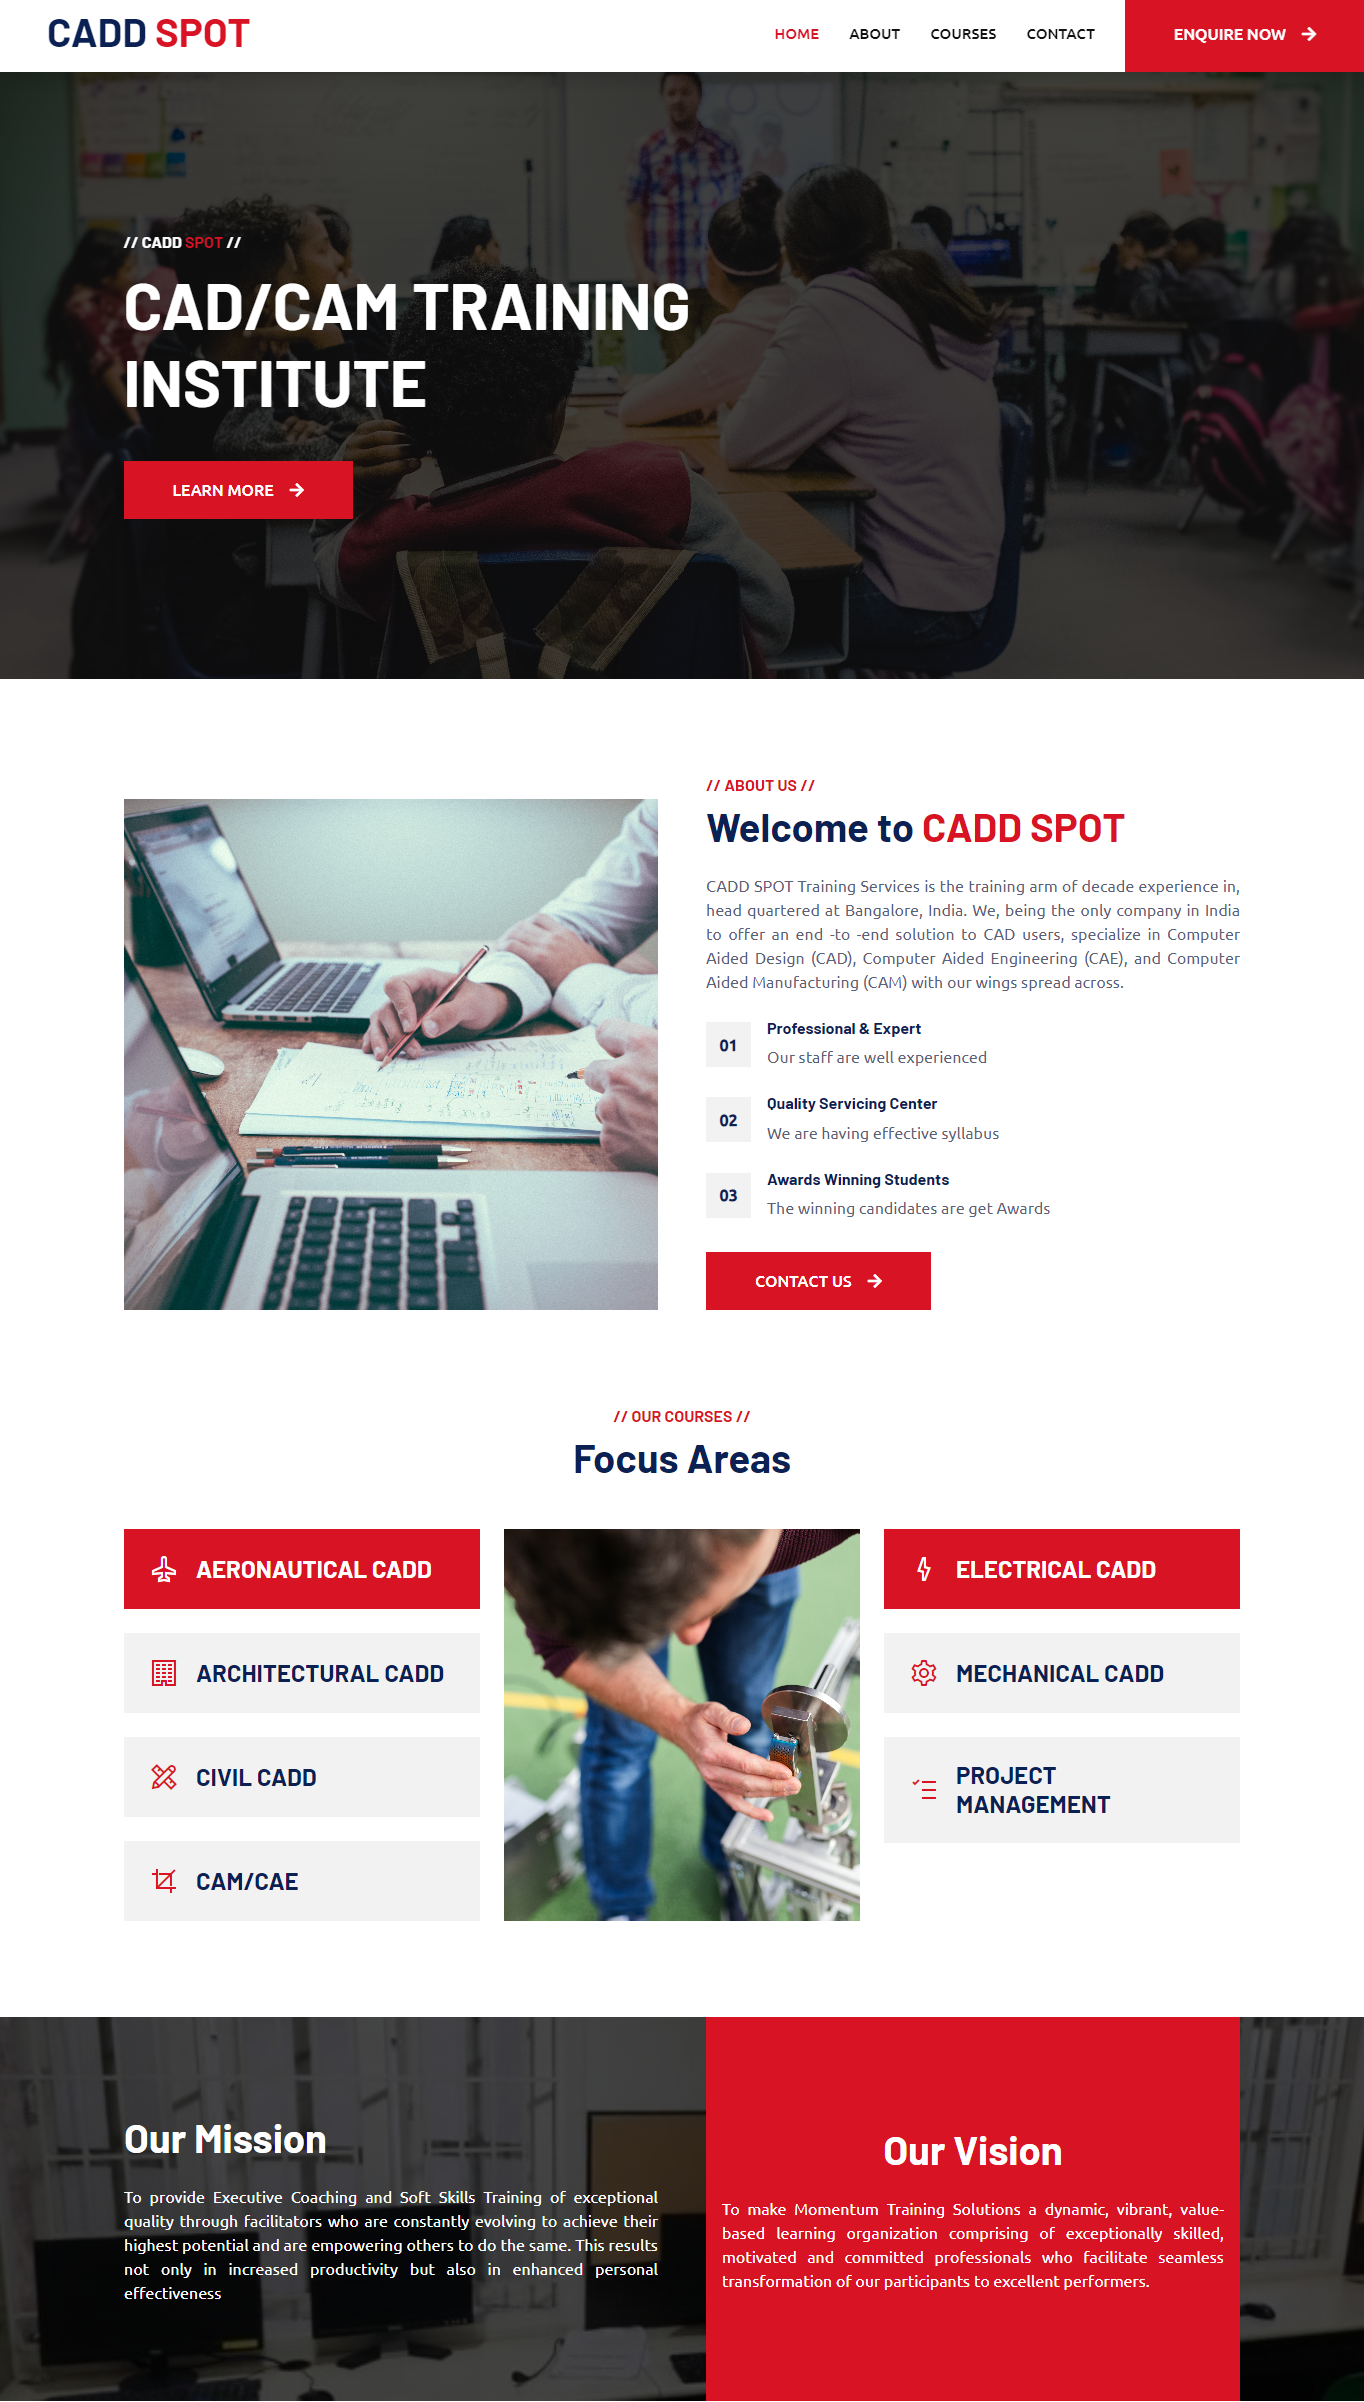 CADD SPOT
HOME ABOUT COURSES CONTACT ENQUIRE NOW
// CADD SPOT //
CAD/CAM TRAINING
INSTITUTE
LEARN MORE
// ABOUT US //
Welcome to CADD SPOT
CADD SPOT Training Services is the training arm of decade experience in,
head quartered at Bangalore, India. We, being the only company in India
to offer an end -to -end solution to CAD users, specialize in Computer
Aided Design (CAD), Computer Aided Engineering (CAE), and Computer
Aided Manufacturing (CAM) with our wings spread across.
01
Professional & Expert
Our staff are well experienced
02
Quality Servicing Center
We are having effective syllabus
03
Awards Winning Students
The winning candidates are get Awards
CONTACT US
// OUR COURSES //
Focus Areas
AERONAUTICAL CADD
ARCHITECTURAL CADD
CIVIL CADD
CAM/CAE
ELECTRICAL CADD
MECHANICAL CADD
PROJECT
MANAGEMENT
Our Mission
To provide Executive Coaching and Soft Skills Training of exceptional
quality through facilitators who are constantly evolving to achieve their
highest potential and are empowering others to do the same. This results
not only in increased productivity but also in enhanced personal
effectiveness
Our Vision
To make Momentum Training Solutions a dynamic, vibrant, value-
based learning organization comprising of exceptionally skilled,
motivated and committed professionals who facilitate seamless
transformation of our participants to excellent performers.